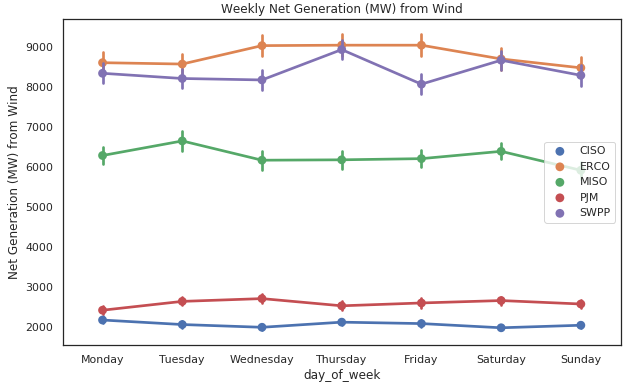 Weekly Net Generation (MW) from Wind
Net Generation (MW) from Wind
9000
8000
7000
6000
5000
4000
3000
2000
CISO
ERCO
MISO
PJM
SWPP
Monday Tuesday Wednesday Thursday Friday Saturday Sunday
day_of_week